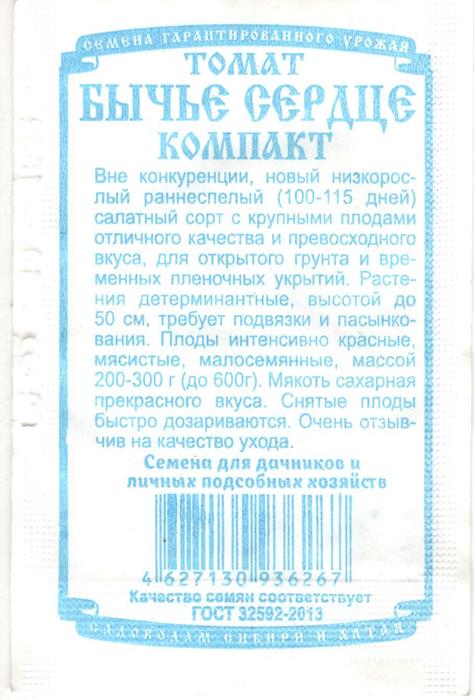 СЕМЕНА ГАРАНТИРОВАННОГО УРОЖАЯ
ТОМАТ
БЫЧЬЕ СЕРДЦЕ
КОМПАКТ
Вне конкуренции, новый низкорос-
лый раннеспелый (100-115 дней)
салатный сорт с крупными плодами
отличного качества и превосходного
вкуса, для открытого грунта и вре-
менных пленочных укрытий. Расте-
ния детерминантные, высотой до
50 см, требует подвязки и пасынко-
вания. Плоды интенсивно красные,
мясистые, малосемянные, массой
200-300 г (до 600г). Мякоть сахарная
прекрасного вкуса. Снятые плоды
быстро дозариваются. Очень отзыв-
чив на качество ухода.
Семена для дачников и
личных подсобных хозяйств
4 627130 936267
Качество семян соответствует
ГОСТ 32592-2013
САДОВОДАМ СИБИРИ И АЛТАЯ